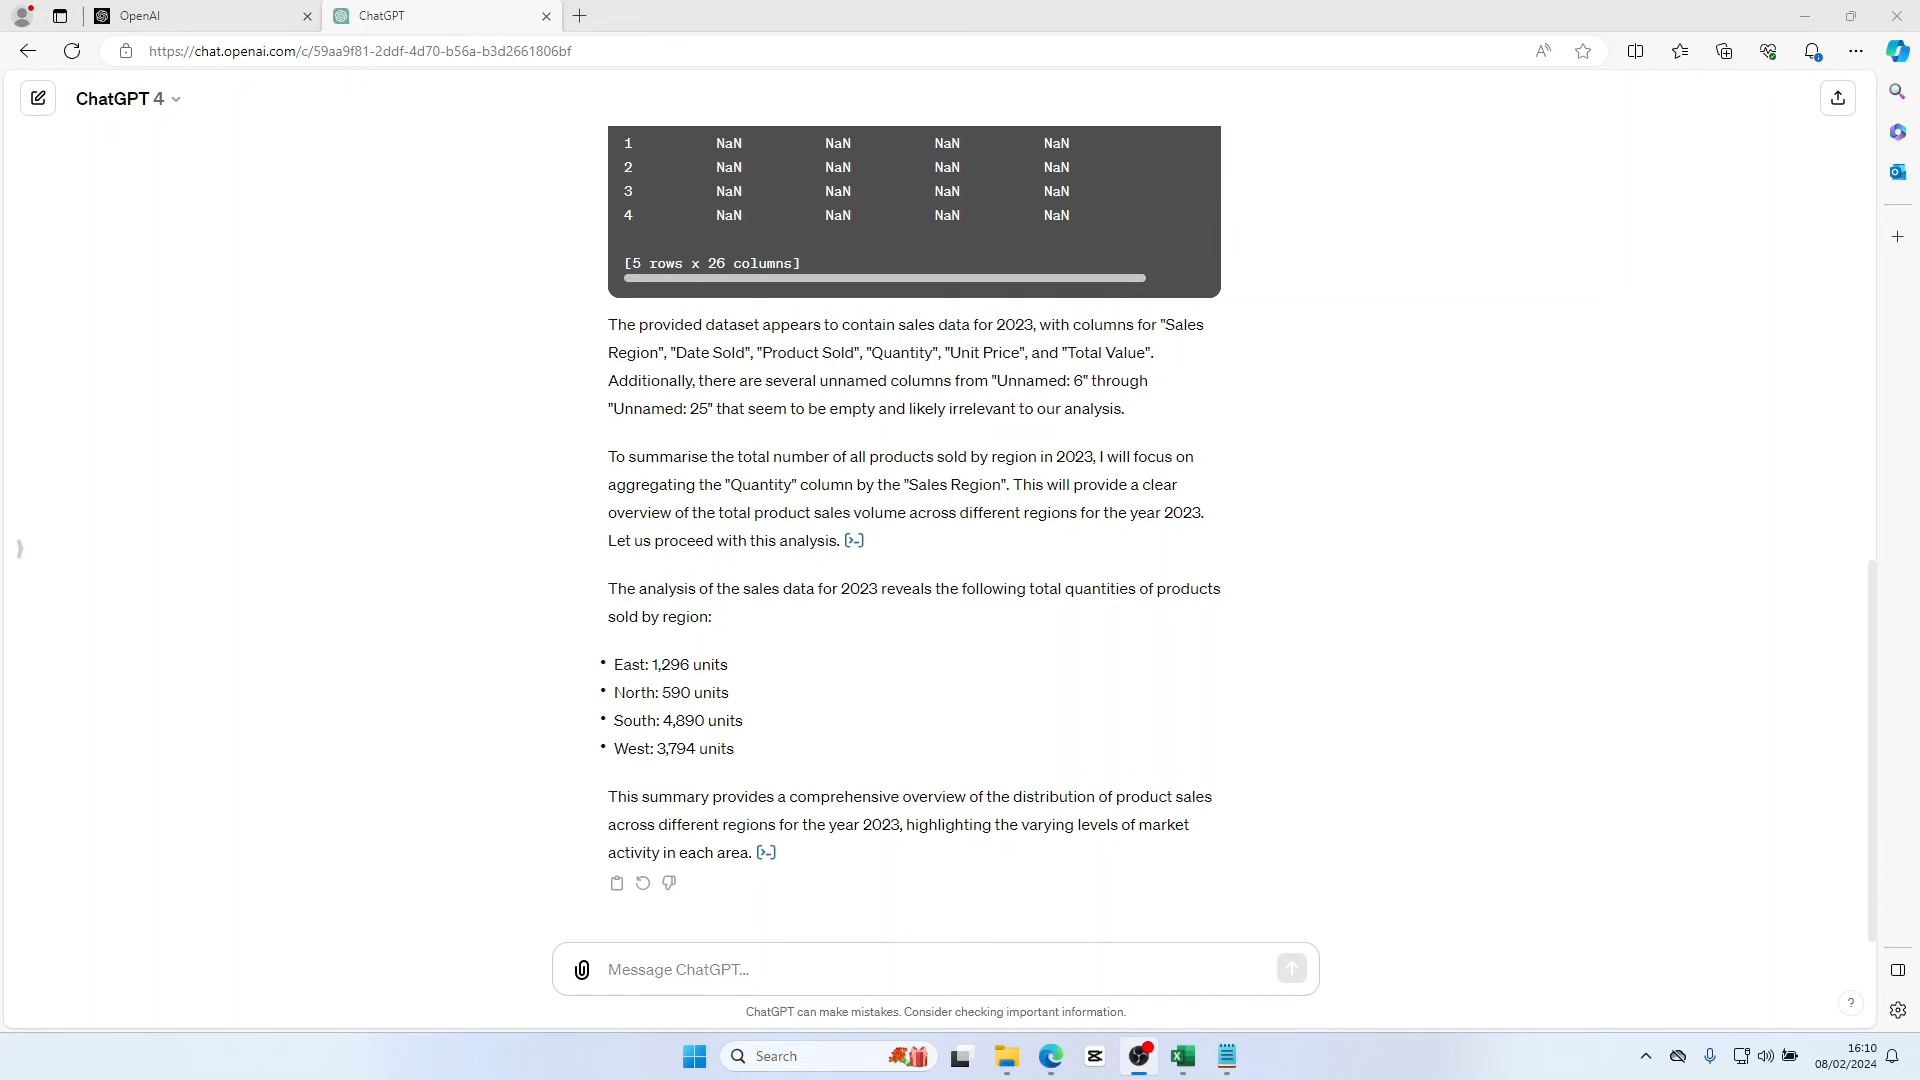 OpenAI
ChatGPT
https://chat.openai.com/c/59aa9f81-2ddf-4d70-b56a-b3d2661806bf
ChatGPT 4
1 NaN NaN NaN NaN
2 NaN NaN NaN NaN
3 NaN NaN NaN NaN
4 NaN NaN NaN NaN
[5 rows x 26 columns]
The provided dataset appears to contain sales data for 2023, with columns for "Sales
Region", "Date Sold", "Product Sold", "Quantity", "Unit Price", and "Total Value".
Additionally, there are several unnamed columns from "Unnamed: 6" through
"Unnamed: 25" that seem to be empty and likely irrelevant to our analysis.
To summarise the total number of all products sold by region in 2023, I will focus on
aggregating the "Quantity" column by the "Sales Region". This will provide a clear
overview of the total product sales volume across different regions for the year 2023.
Let us proceed with this analysis. [>-]
The analysis of the sales data for 2023 reveals the following total quantities of products
sold by region:
• East: 1,296 units
• North: 590 units
• South: 4,890 units
• West: 3,794 units
This summary provides a comprehensive overview of the distribution of product sales
across different regions for the year 2023, highlighting the varying levels of market
activity in each area. [>-]
Message ChatGPT...
ChatGPT can make mistakes. Consider checking important information.
?
Search
16:10
08/02/2024